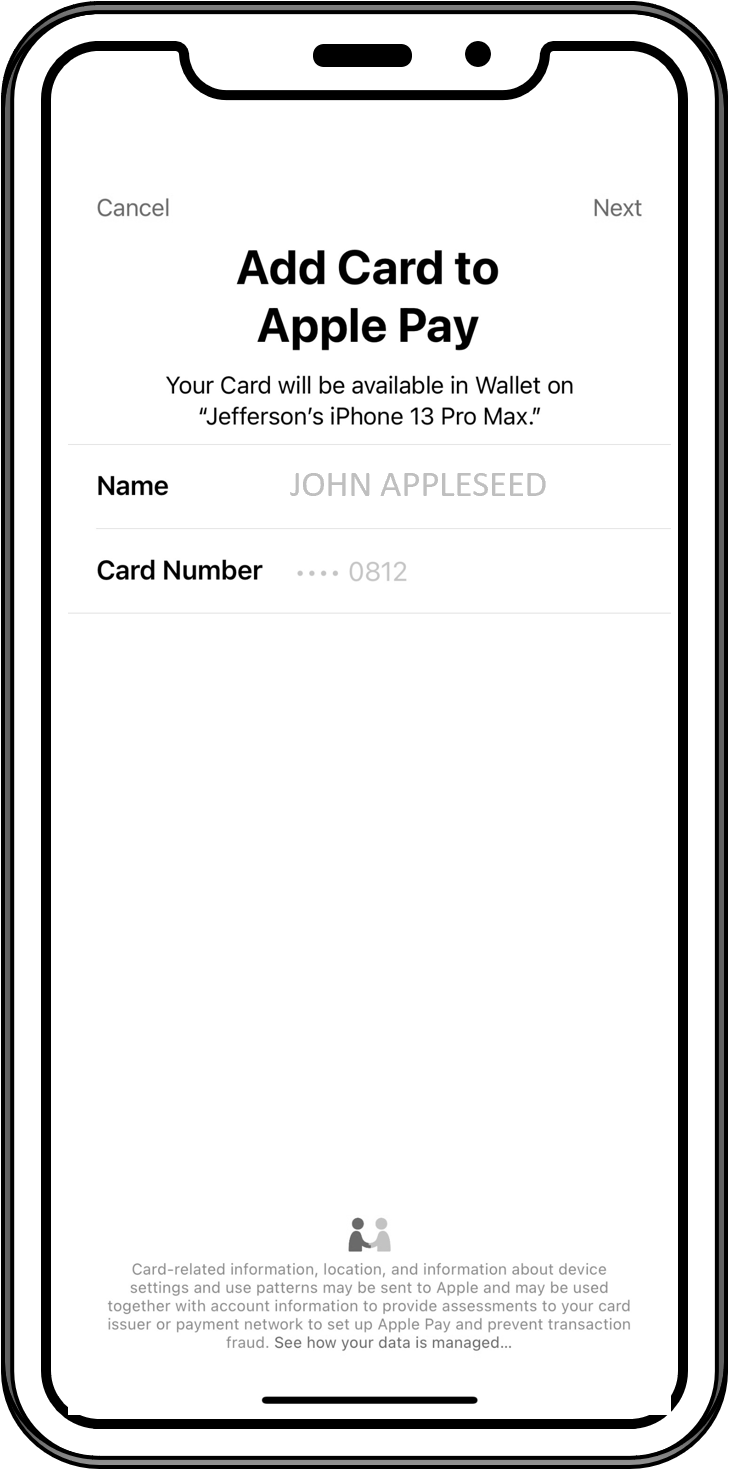 Cancel
Next
Add Card to
Apple Pay
Your Card will be available in Wallet on
“Jefferson’s iPhone 13 Pro Max.”
Name JOHN APPLESEED
Card Number •••• 0812
Card-related information, location, and information about device
settings and use patterns may be sent to Apple and may be used
together with account information to provide assessments to your card
issuer or payment network to set up Apple Pay and prevent transaction
fraud. See how your data is managed...